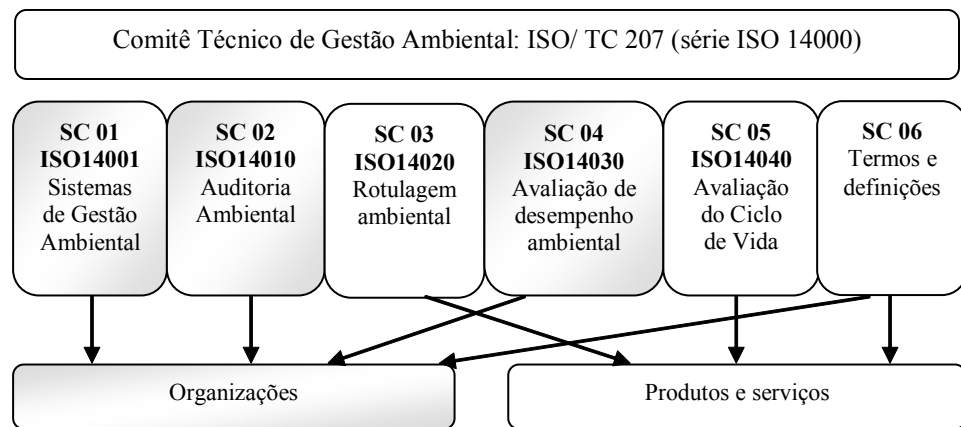 Comitê Técnico de Gestão Ambiental: ISO/ TC 207 (série ISO 14000)
SC 01
ISO14001
Sistemas
de Gestão
Ambiental
SC 02
ISO14010
Auditoria
Ambiental
SC 03
ISO14020
Rotulagem
ambiental
SC 04
ISO14030
Avaliação de
desempenho
ambiental
SC 05
ISO14040
Avaliação
do Ciclo
de Vida
SC 06
Termos e
definições
Organizações
Produtos e serviços